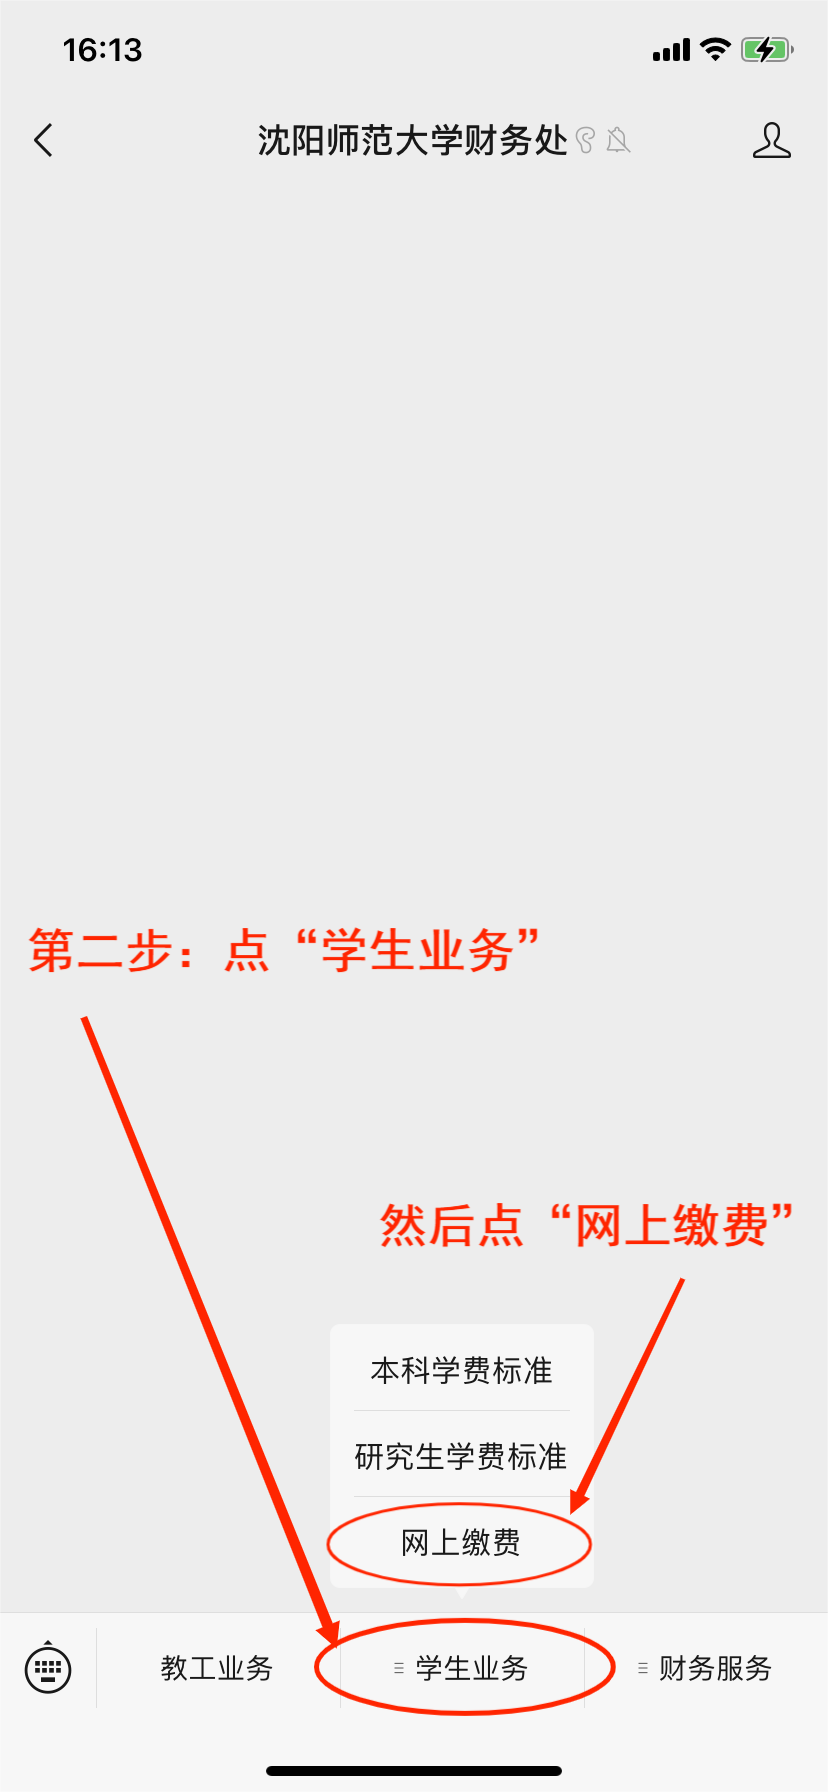 16:13
沈阳师范大学财务处
第二步：点“学生业务”
然后点“网上缴费”
本科学费标准
研究生学费标准
网上缴费
教工业务
学生业务
财务服务